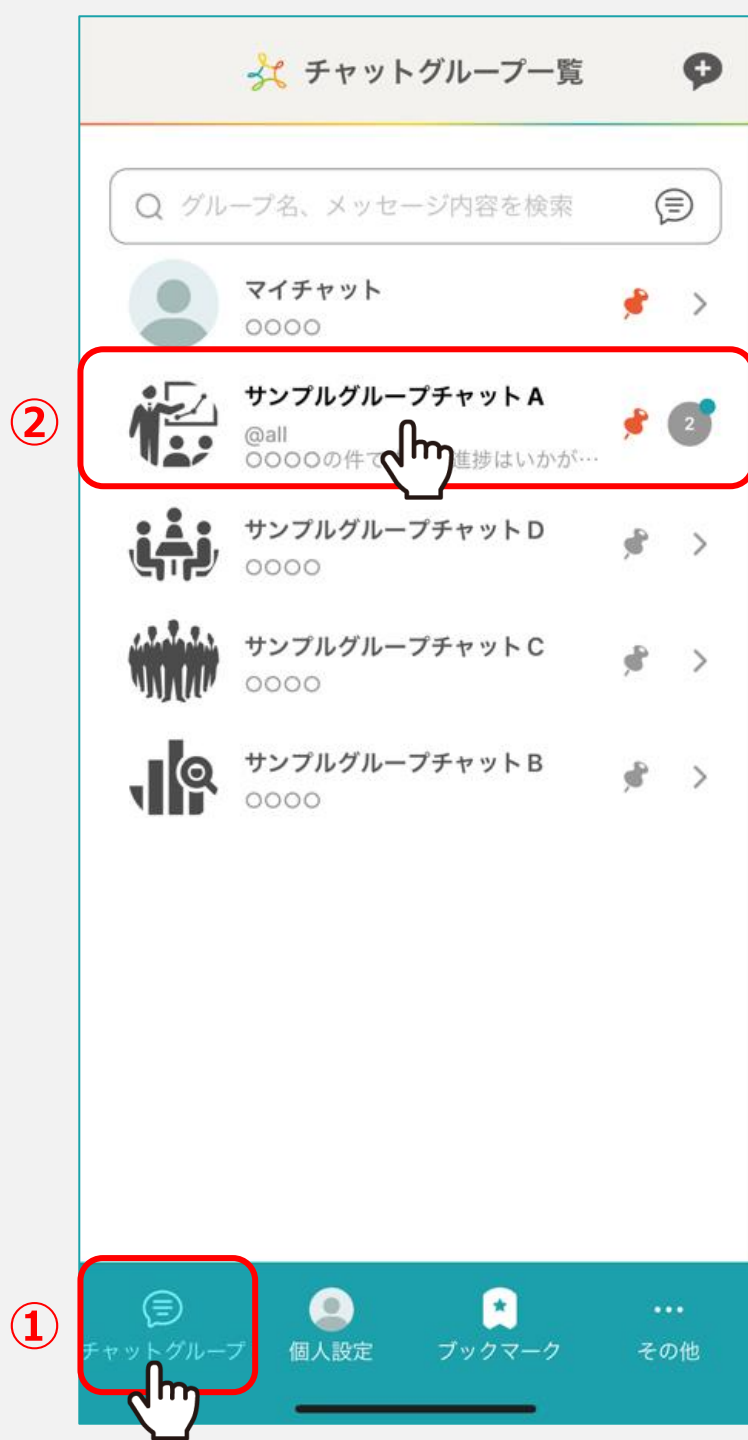 チャットグループ一覧
グループ名、メッセージ内容を検索
マイチャット
○○○○
②
サンプルグループチャット A
2
@all
○○○○の件で 進捗はいかが…
サンプルグループチャット D
○○○○
サンプルグループチャット C
○○○○
サンプルグループチャット B
○○○○
①
チャットグループ
個人設定
ブックマーク
その他